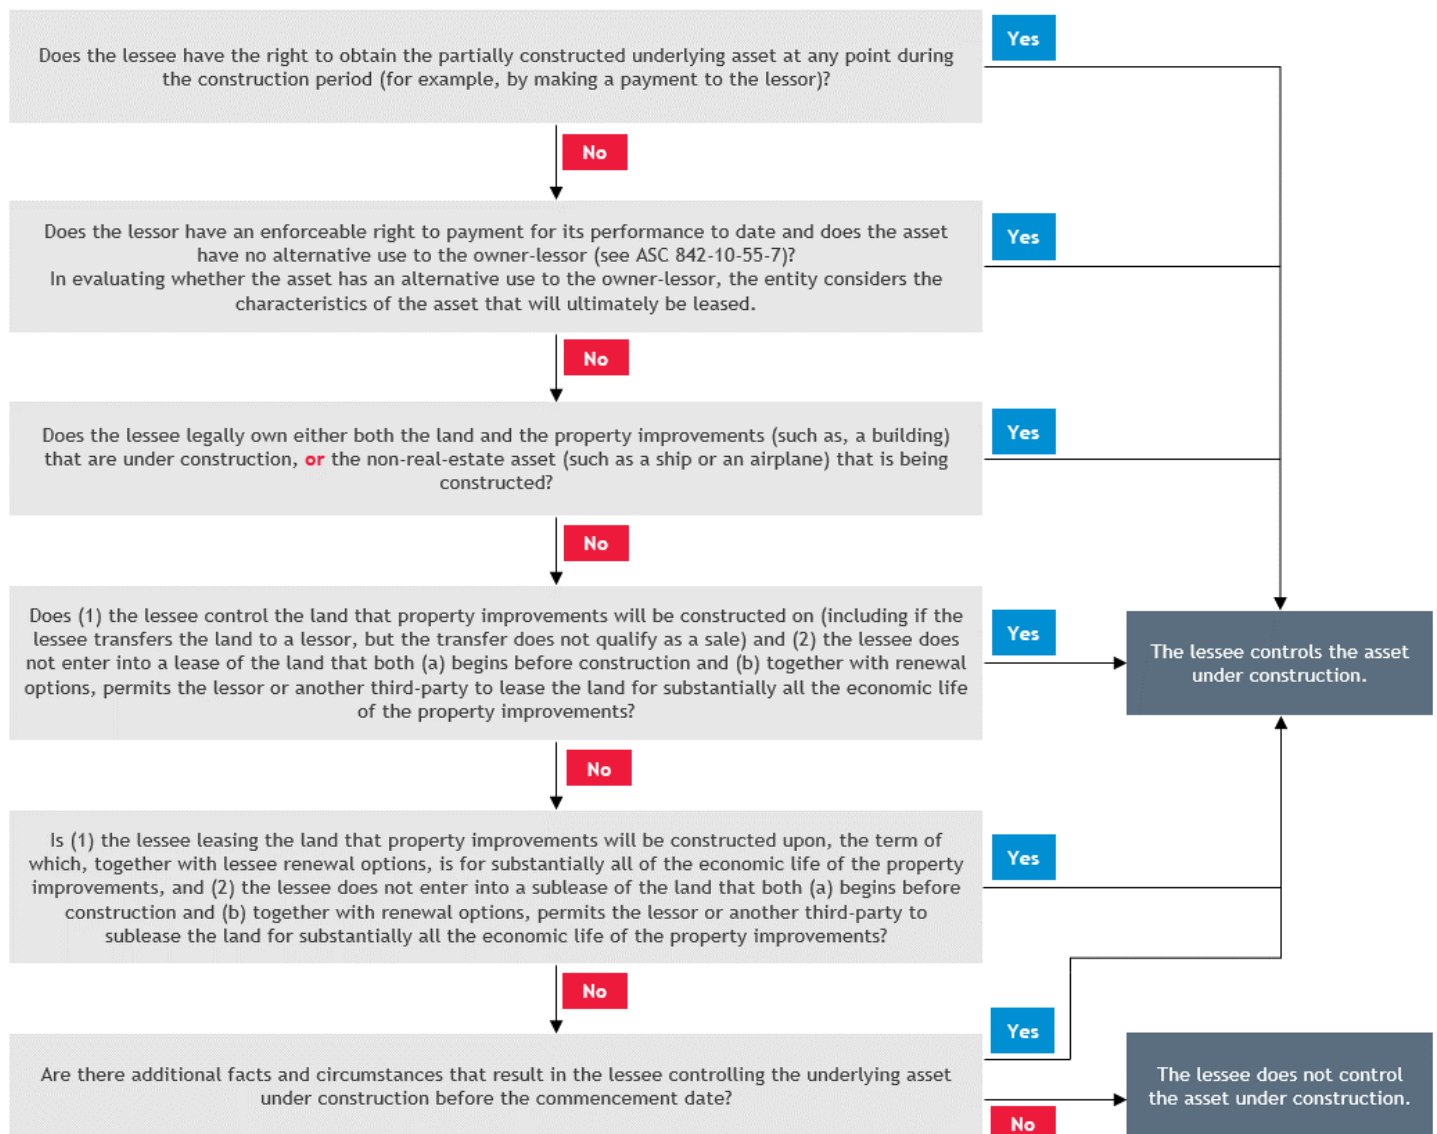 Does the lessee have the right to obtain the partially constructed underlying asset at any point during
the construction period (for example, by making a payment to the lessor)?
Yes
No
Does the lessor have an enforceable right to payment for its performance to date and does the asset
have no alternative use to the owner-lessor (see ASC 842-10-55-7)?
In evaluating whether the asset has an alternative use to the owner-lessor, the entity considers the
characteristics of the asset that will ultimately be leased.
Yes
No
Does the lessee legally own either both the land and the property improvements (such as, a building)
that are under construction, or the non-real-estate asset (such as a ship or an airplane) that is being
constructed?
Yes
No
Does (1) the lessee control the land that property improvements will be constructed on (including if the
lessee transfers the land to a lessor, but the transfer does not qualify as a sale) and (2) the lessee does
not enter into a lease of the land that both (a) begins before construction and (b) together with renewal
options, permits the lessor or another third-party to lease the land for substantially all the economic life
of the property improvements?
Yes
The lessee controls the asset
under construction.
No
Is (1) the lessee leasing the land that property improvements will be constructed upon, the term of
which, together with lessee renewal options, is for substantially all of the economic life of the property
improvements, and (2) the lessee does not enter into a sublease of the land that both (a) begins before
construction and (b) together with renewal options, permits the lessor or another third-party to
sublease the land for substantially all the economic life of the property improvements?
Yes
No
Are there additional facts and circumstances that result in the lessee controlling the underlying asset
under construction before the commencement date?
Yes
No
The lessee does not control
the asset under construction.